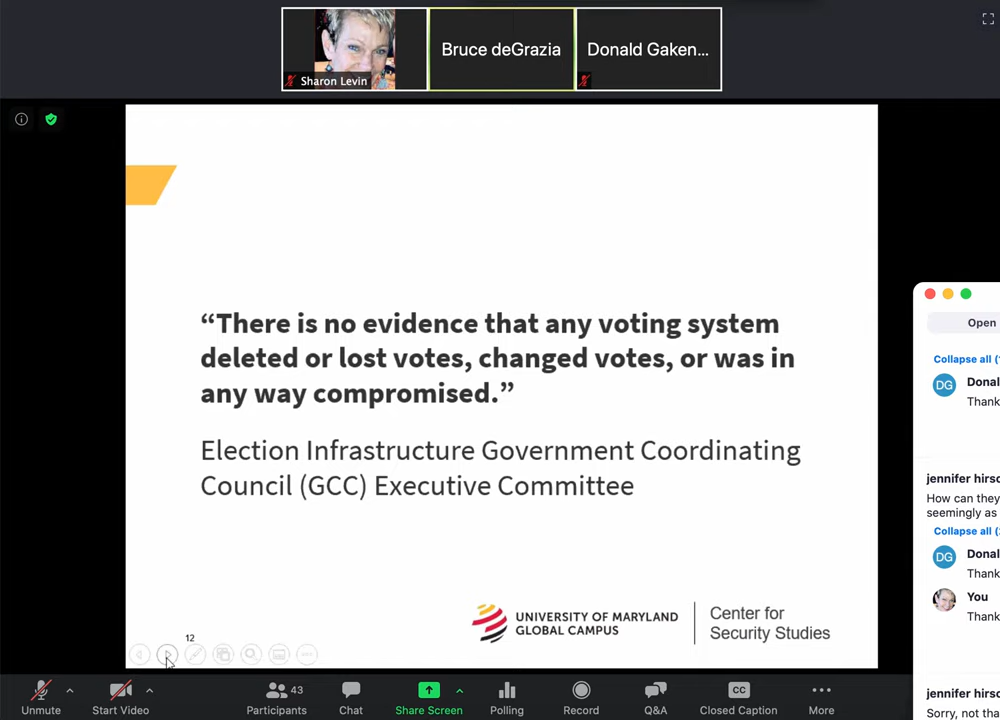 Sharon Levin
Bruce deGrazia
Donald Gaken...
“There is no evidence that any voting system
deleted or lost votes, changed votes, or was in
any way compromised.”
Election Infrastructure Government Coordinating
Council (GCC) Executive Committee
UNIVERSITY OF MARYLAND
GLOBAL CAMPUS
Center for
Security Studies
12
Open
Collapse all (
DG
Donal
Thank
jennifer hirs
How can they
seemingly as
Collapse all (
DG
Donal
Thank
You
Thank
jennifer hirs
Sorry, not tha
Unmute
Start Video
Participants
43
Chat
Share Screen
Polling
Record
Q&A
CC
Closed Caption
More